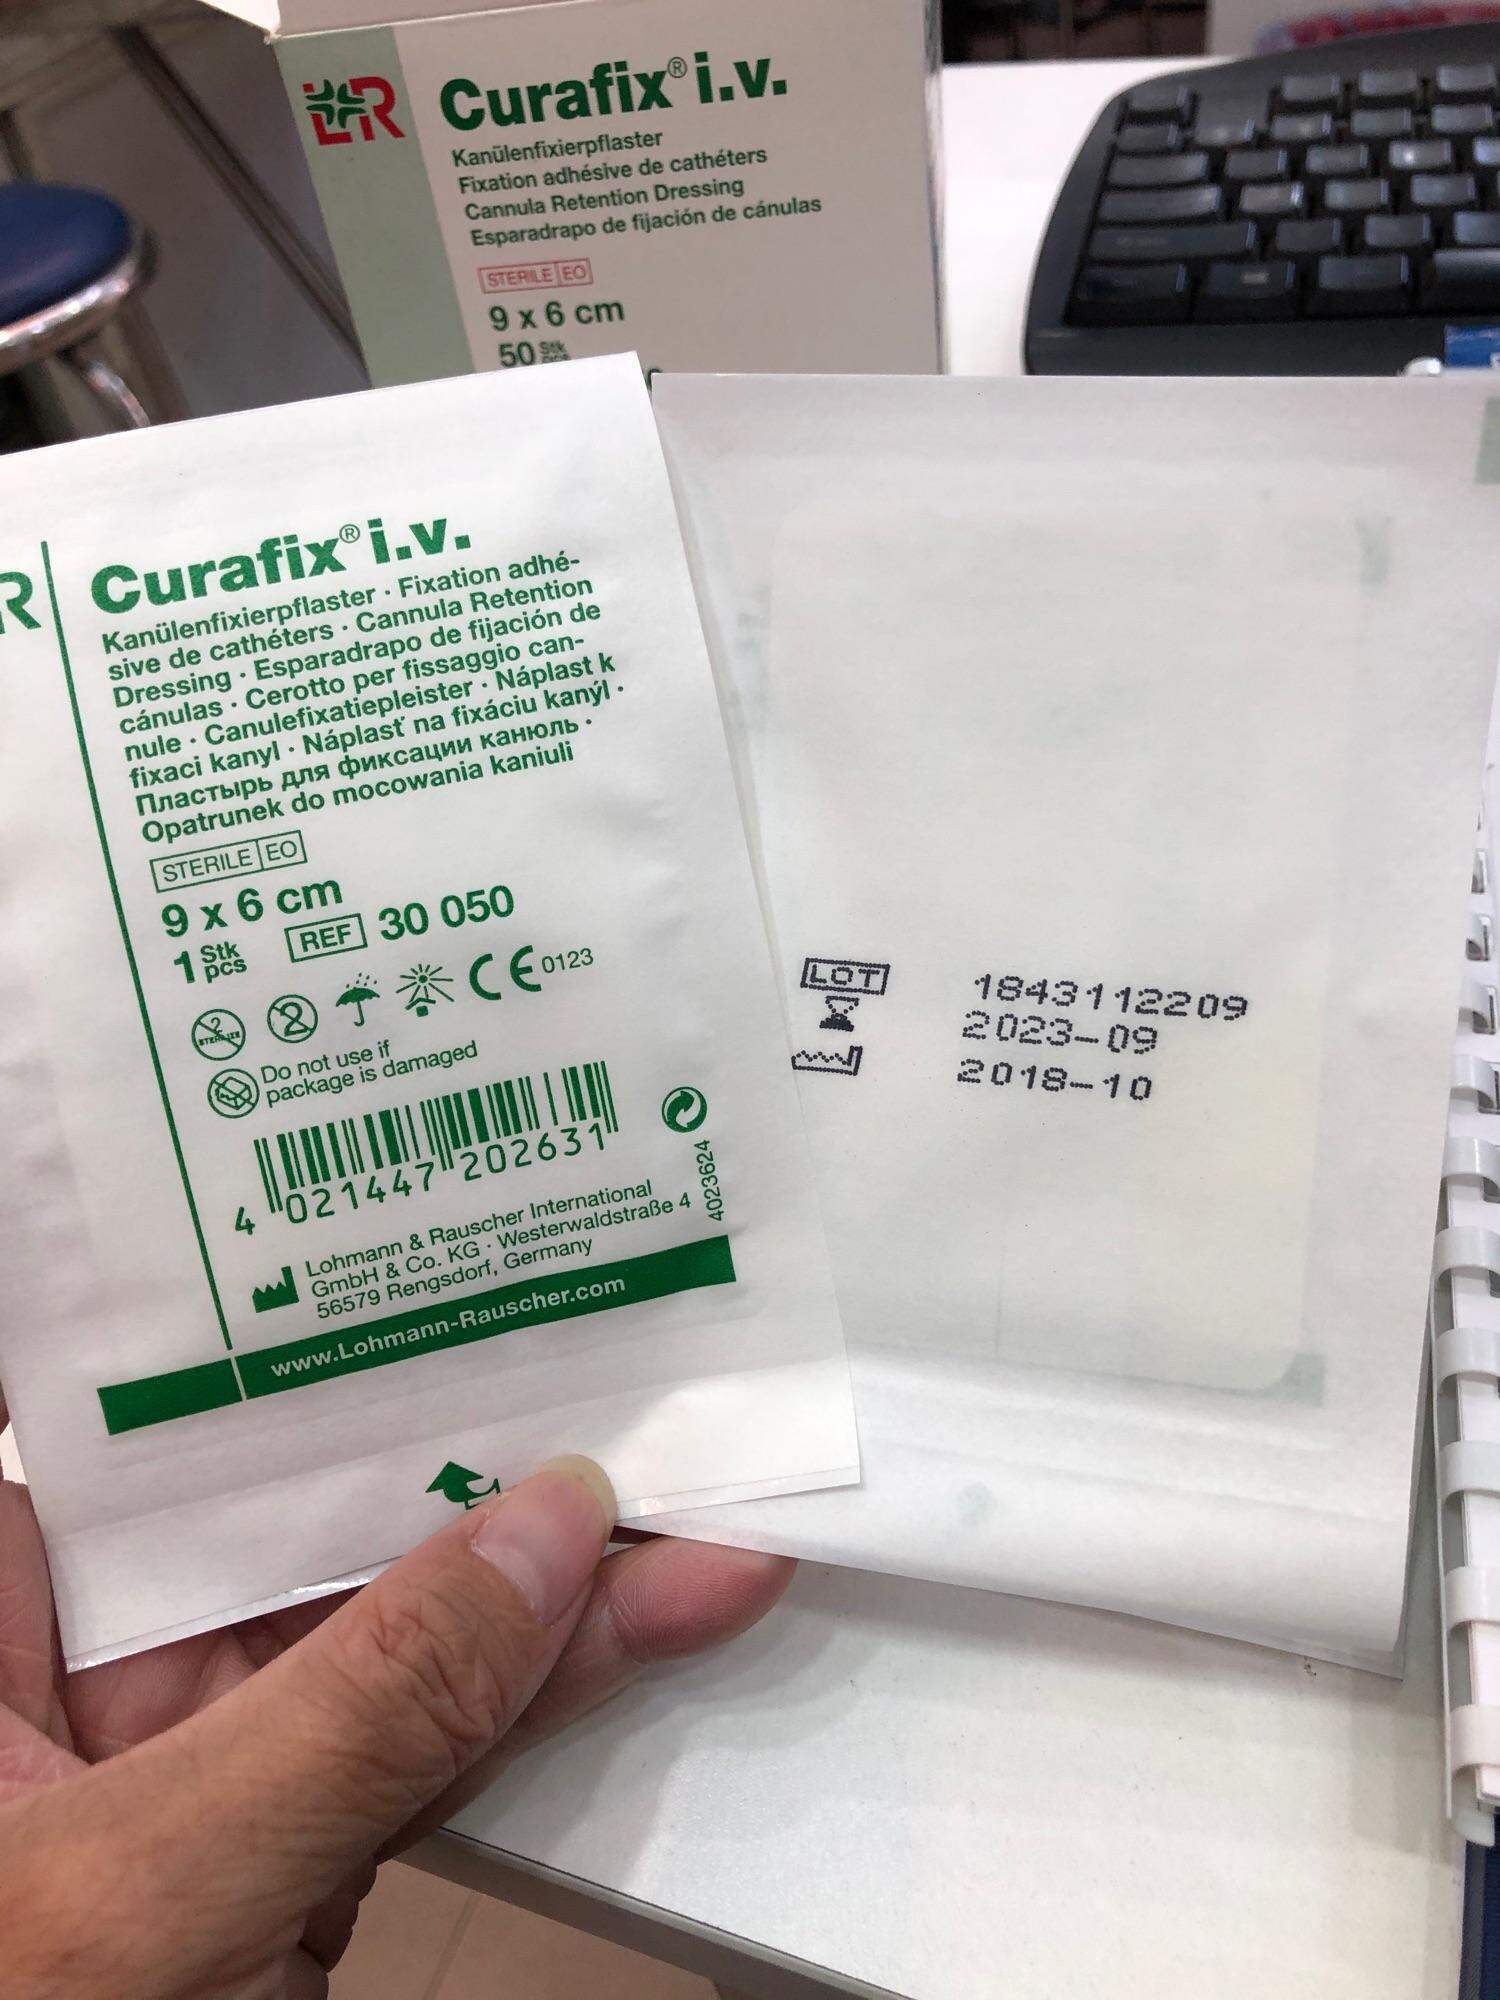 L&R Curafix® i.v.
Kanülenfixierpflaster
Fixation adhésive de cathéters
Cannula Retention Dressing
Esparadrapo de fijación de cánulas
STERILE EO
9 x 6 cm
50 Stk
pcs
R
Curafix® i.v.
Kanülenfixierpflaster · Fixation adhé-
sive de cathéters · Cannula Retention
Dressing · Esparadrapo de fijación de
cánulas · Cerotto per fissaggio can-
nule · Canulefixatiepleister · Náplast k
fixaci kanyl · Náplasť na fixáciu kanýl ·
Пластырь для фиксации канюль ·
Opatrunek do mocowania kaniuli
STERILE EO
9 x 6 cm
1 Stk
pcs
REF 30 050
2 STERILIZE 2 CE 0123
Do not use if
package is damaged
4 021447 202631
4023624
Lohmann & Rauscher International
GmbH & Co. KG · Westerwaldstraße 4
56579 Rengsdorf, Germany
www.Lohmann-Rauscher.com
LOT 1843112209
2023-09
2018-10